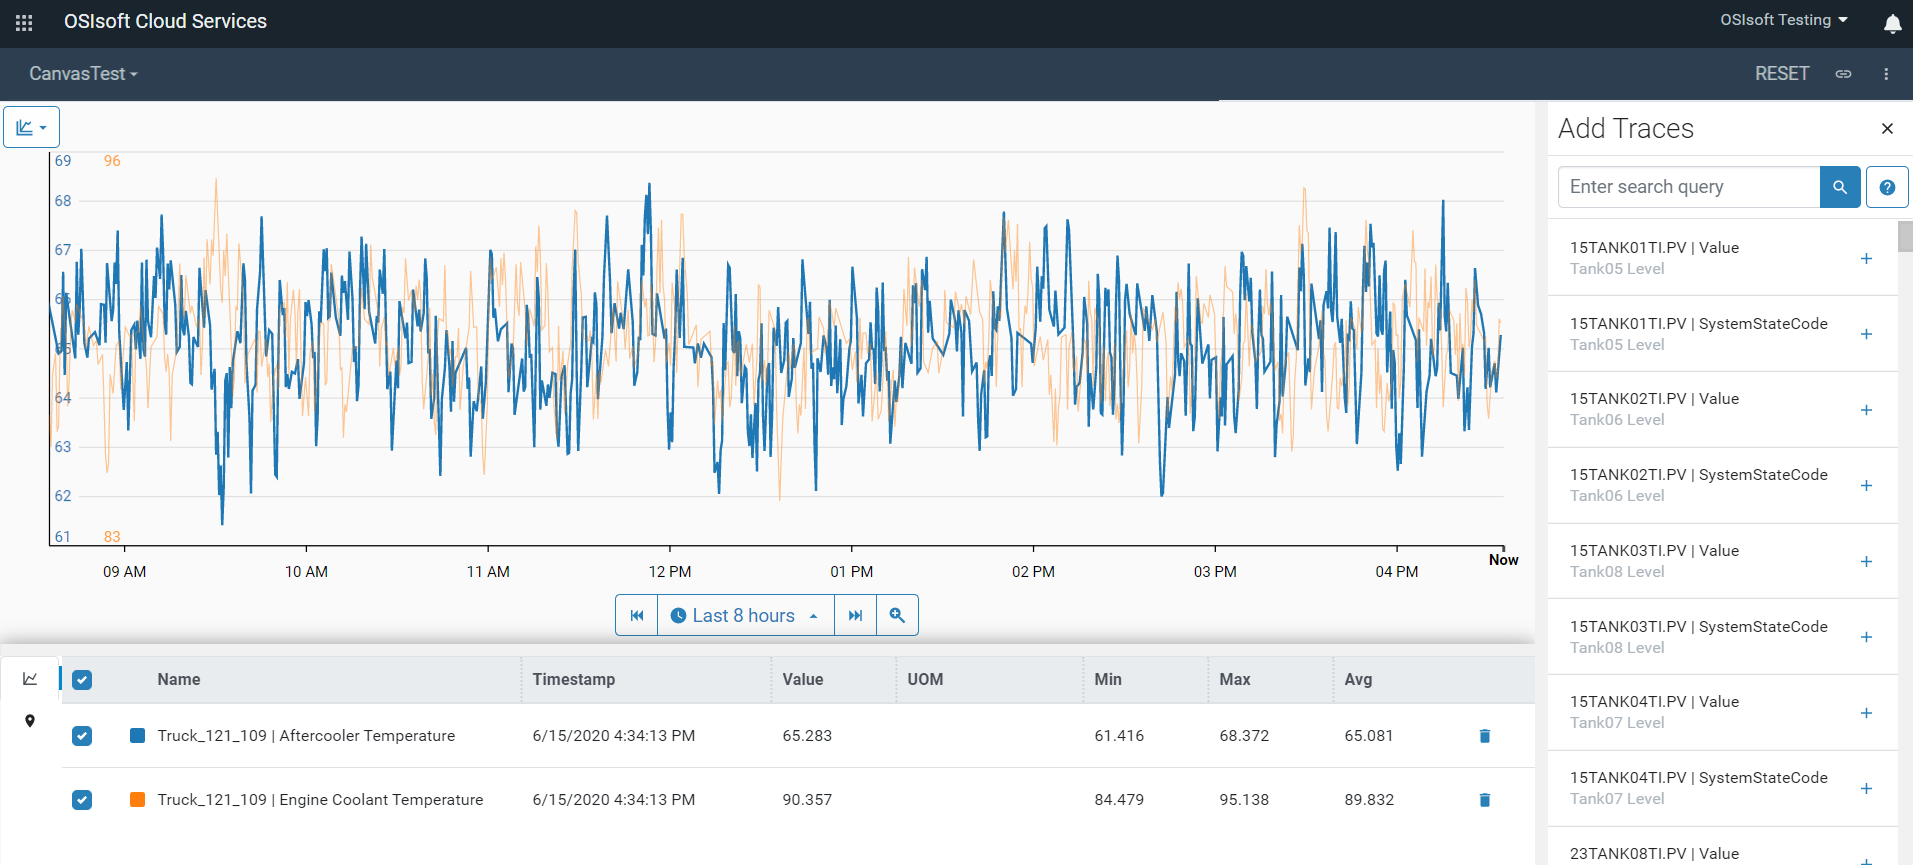 OSIsoft Cloud Services
OSIsoft Testing
CanvasTest
RESET
69 96
68
67
66
65
64
63
62
61 83
09 AM 10 AM 11 AM 12 PM 01 PM 02 PM 03 PM 04 PM Now
Last 8 hours
Name Timestamp Value UOM Min Max Avg
Truck_121_109 | Aftercooler Temperature 6/15/2020 4:34:13 PM 65.283 61.416 68.372 65.081
Truck_121_109 | Engine Coolant Temperature 6/15/2020 4:34:13 PM 90.357 84.479 95.138 89.832
Add Traces
Enter search query
15TANK01TI.PV | Value
Tank05 Level
15TANK01TI.PV | SystemStateCode
Tank05 Level
15TANK02TI.PV | Value
Tank06 Level
15TANK02TI.PV | SystemStateCode
Tank06 Level
15TANK03TI.PV | Value
Tank08 Level
15TANK03TI.PV | SystemStateCode
Tank08 Level
15TANK04TI.PV | Value
Tank07 Level
15TANK04TI.PV | SystemStateCode
Tank07 Level
23TANK08TI.PV | Value